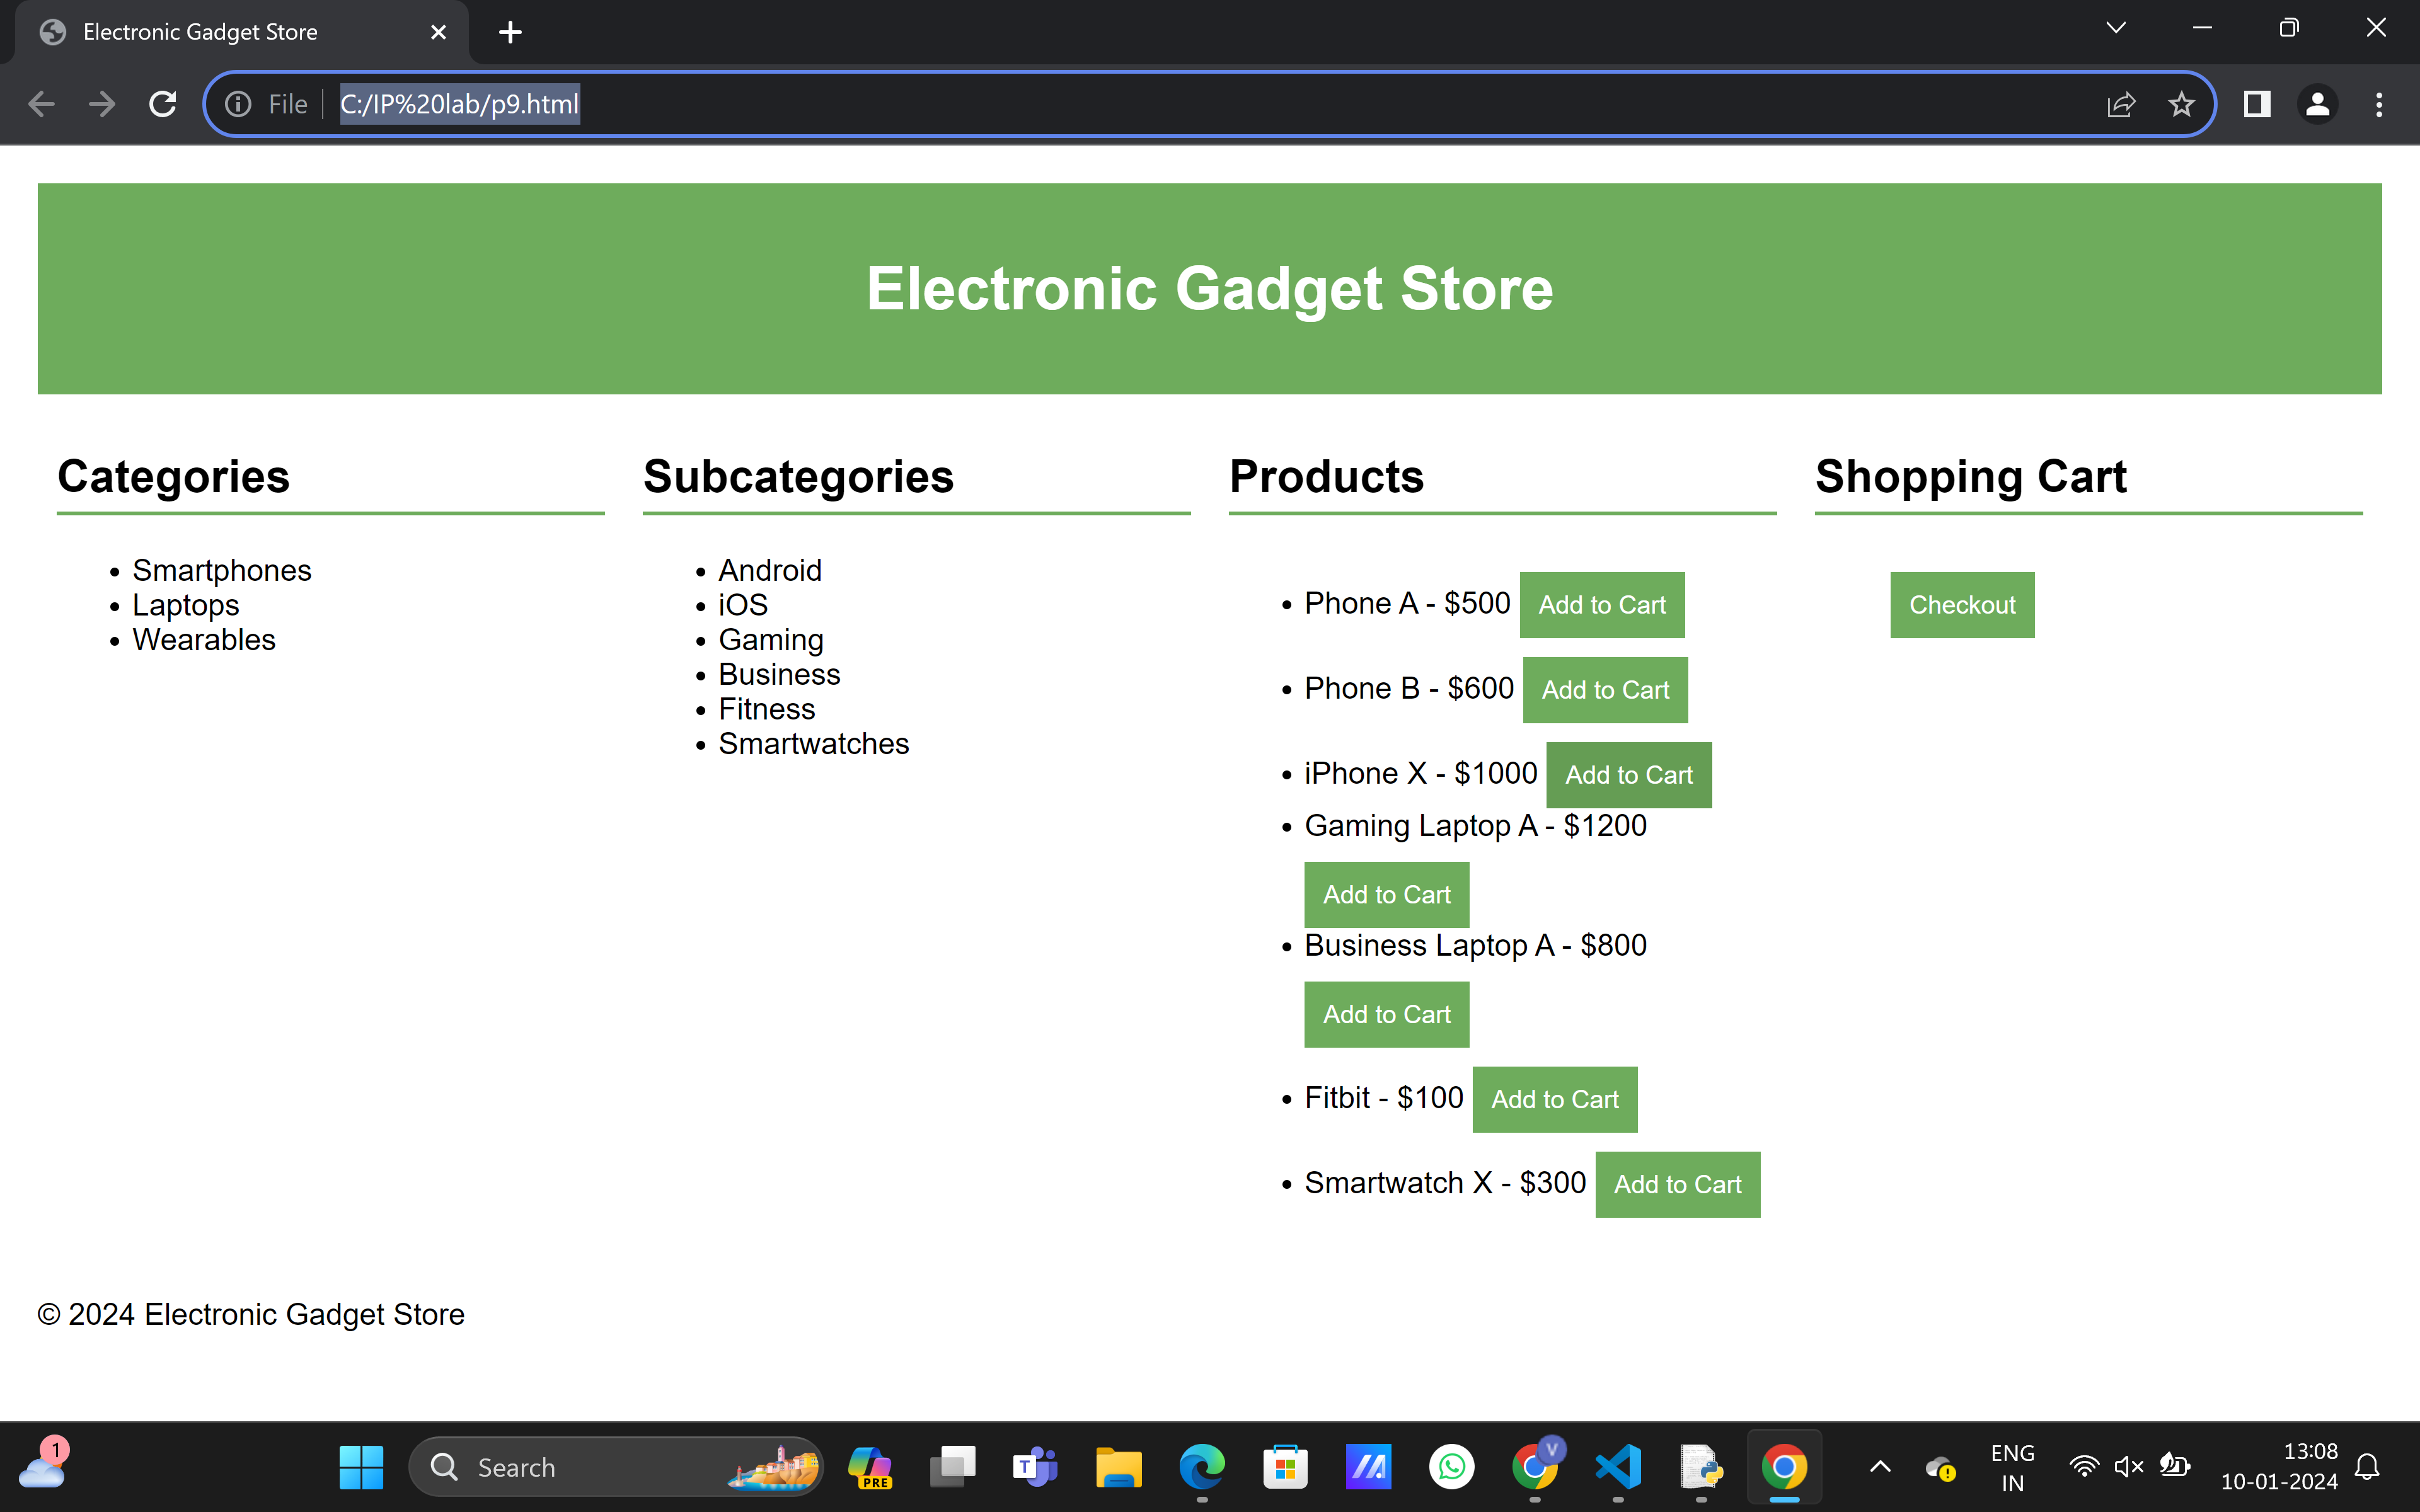 Electronic Gadget Store
File
C:/IP%20lab/p9.html
Electronic Gadget Store
Categories
Smartphones
Laptops
Wearables
Subcategories
Android
iOS
Gaming
Business
Fitness
Smartwatches
Products
Phone A - $500 Add to Cart
Phone B - $600 Add to Cart
iPhone X - $1000 Add to Cart
Gaming Laptop A - $1200
Add to Cart
Business Laptop A - $800
Add to Cart
Fitbit - $100 Add to Cart
Smartwatch X - $300 Add to Cart
Shopping Cart
Checkout
© 2024 Electronic Gadget Store
1
Search
PRE
T
V
ENG
IN
13:08
10-01-2024